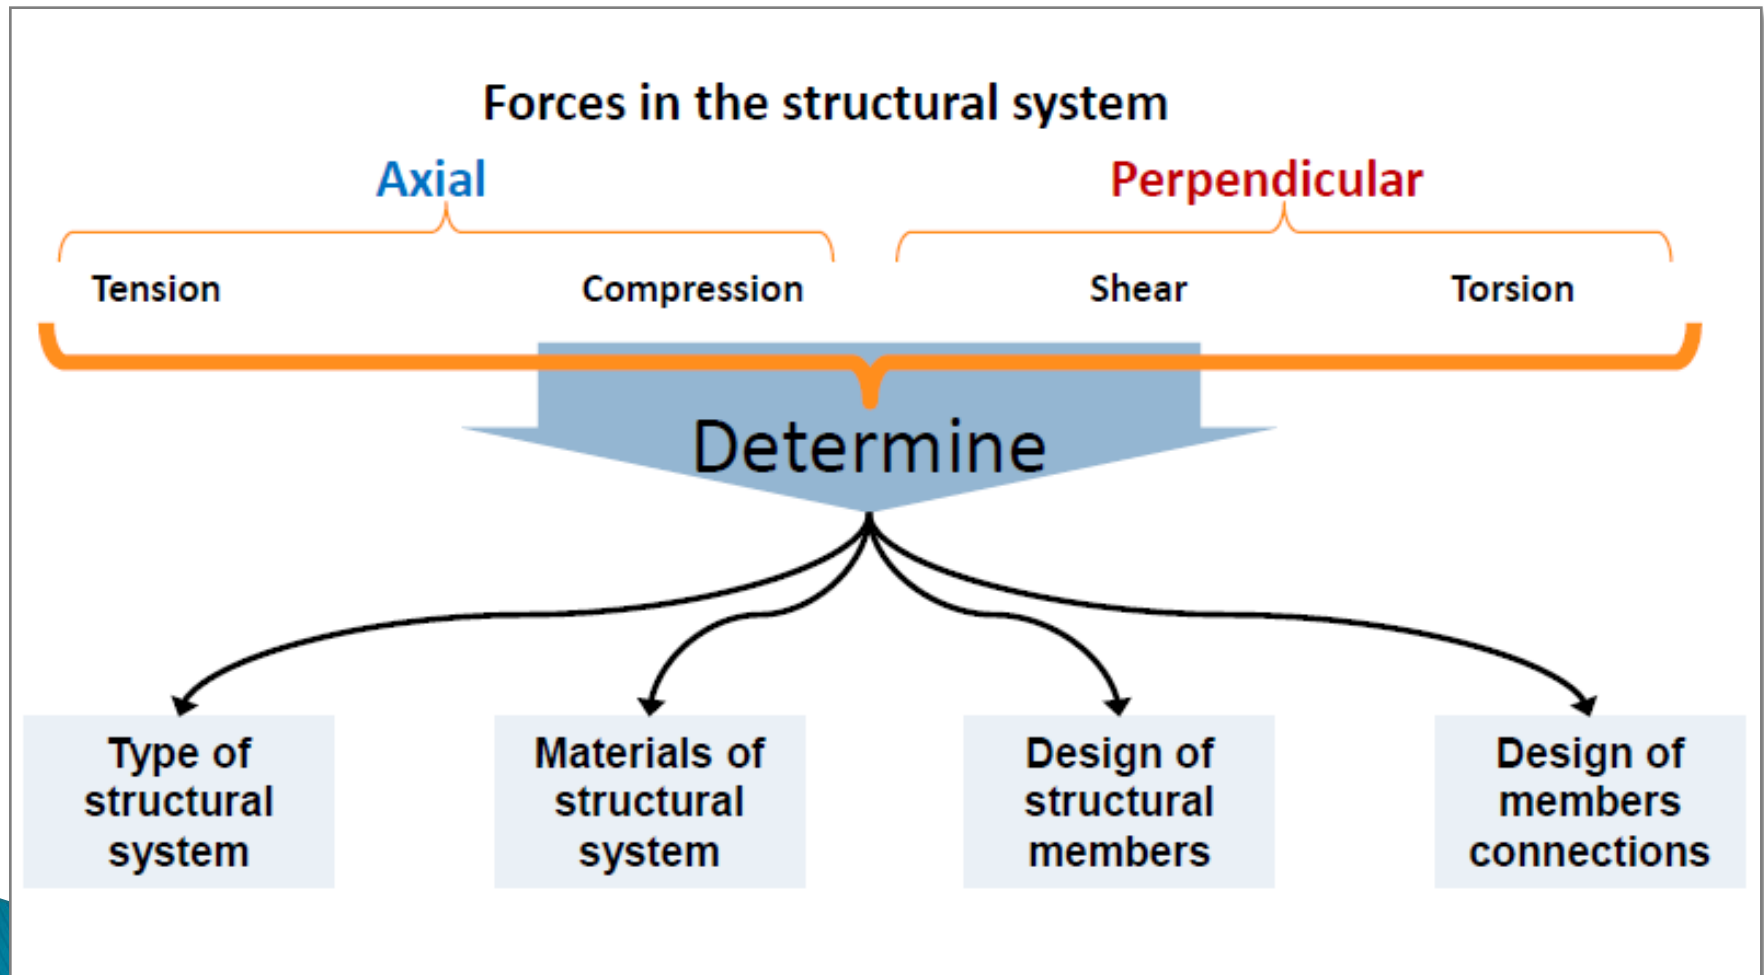 Forces in the structural system
Axial
Perpendicular
Tension
Compression
Shear
Torsion
Determine
Type of
structural
system
Materials of
structural
system
Design of
structural
members
Design of
members
connections